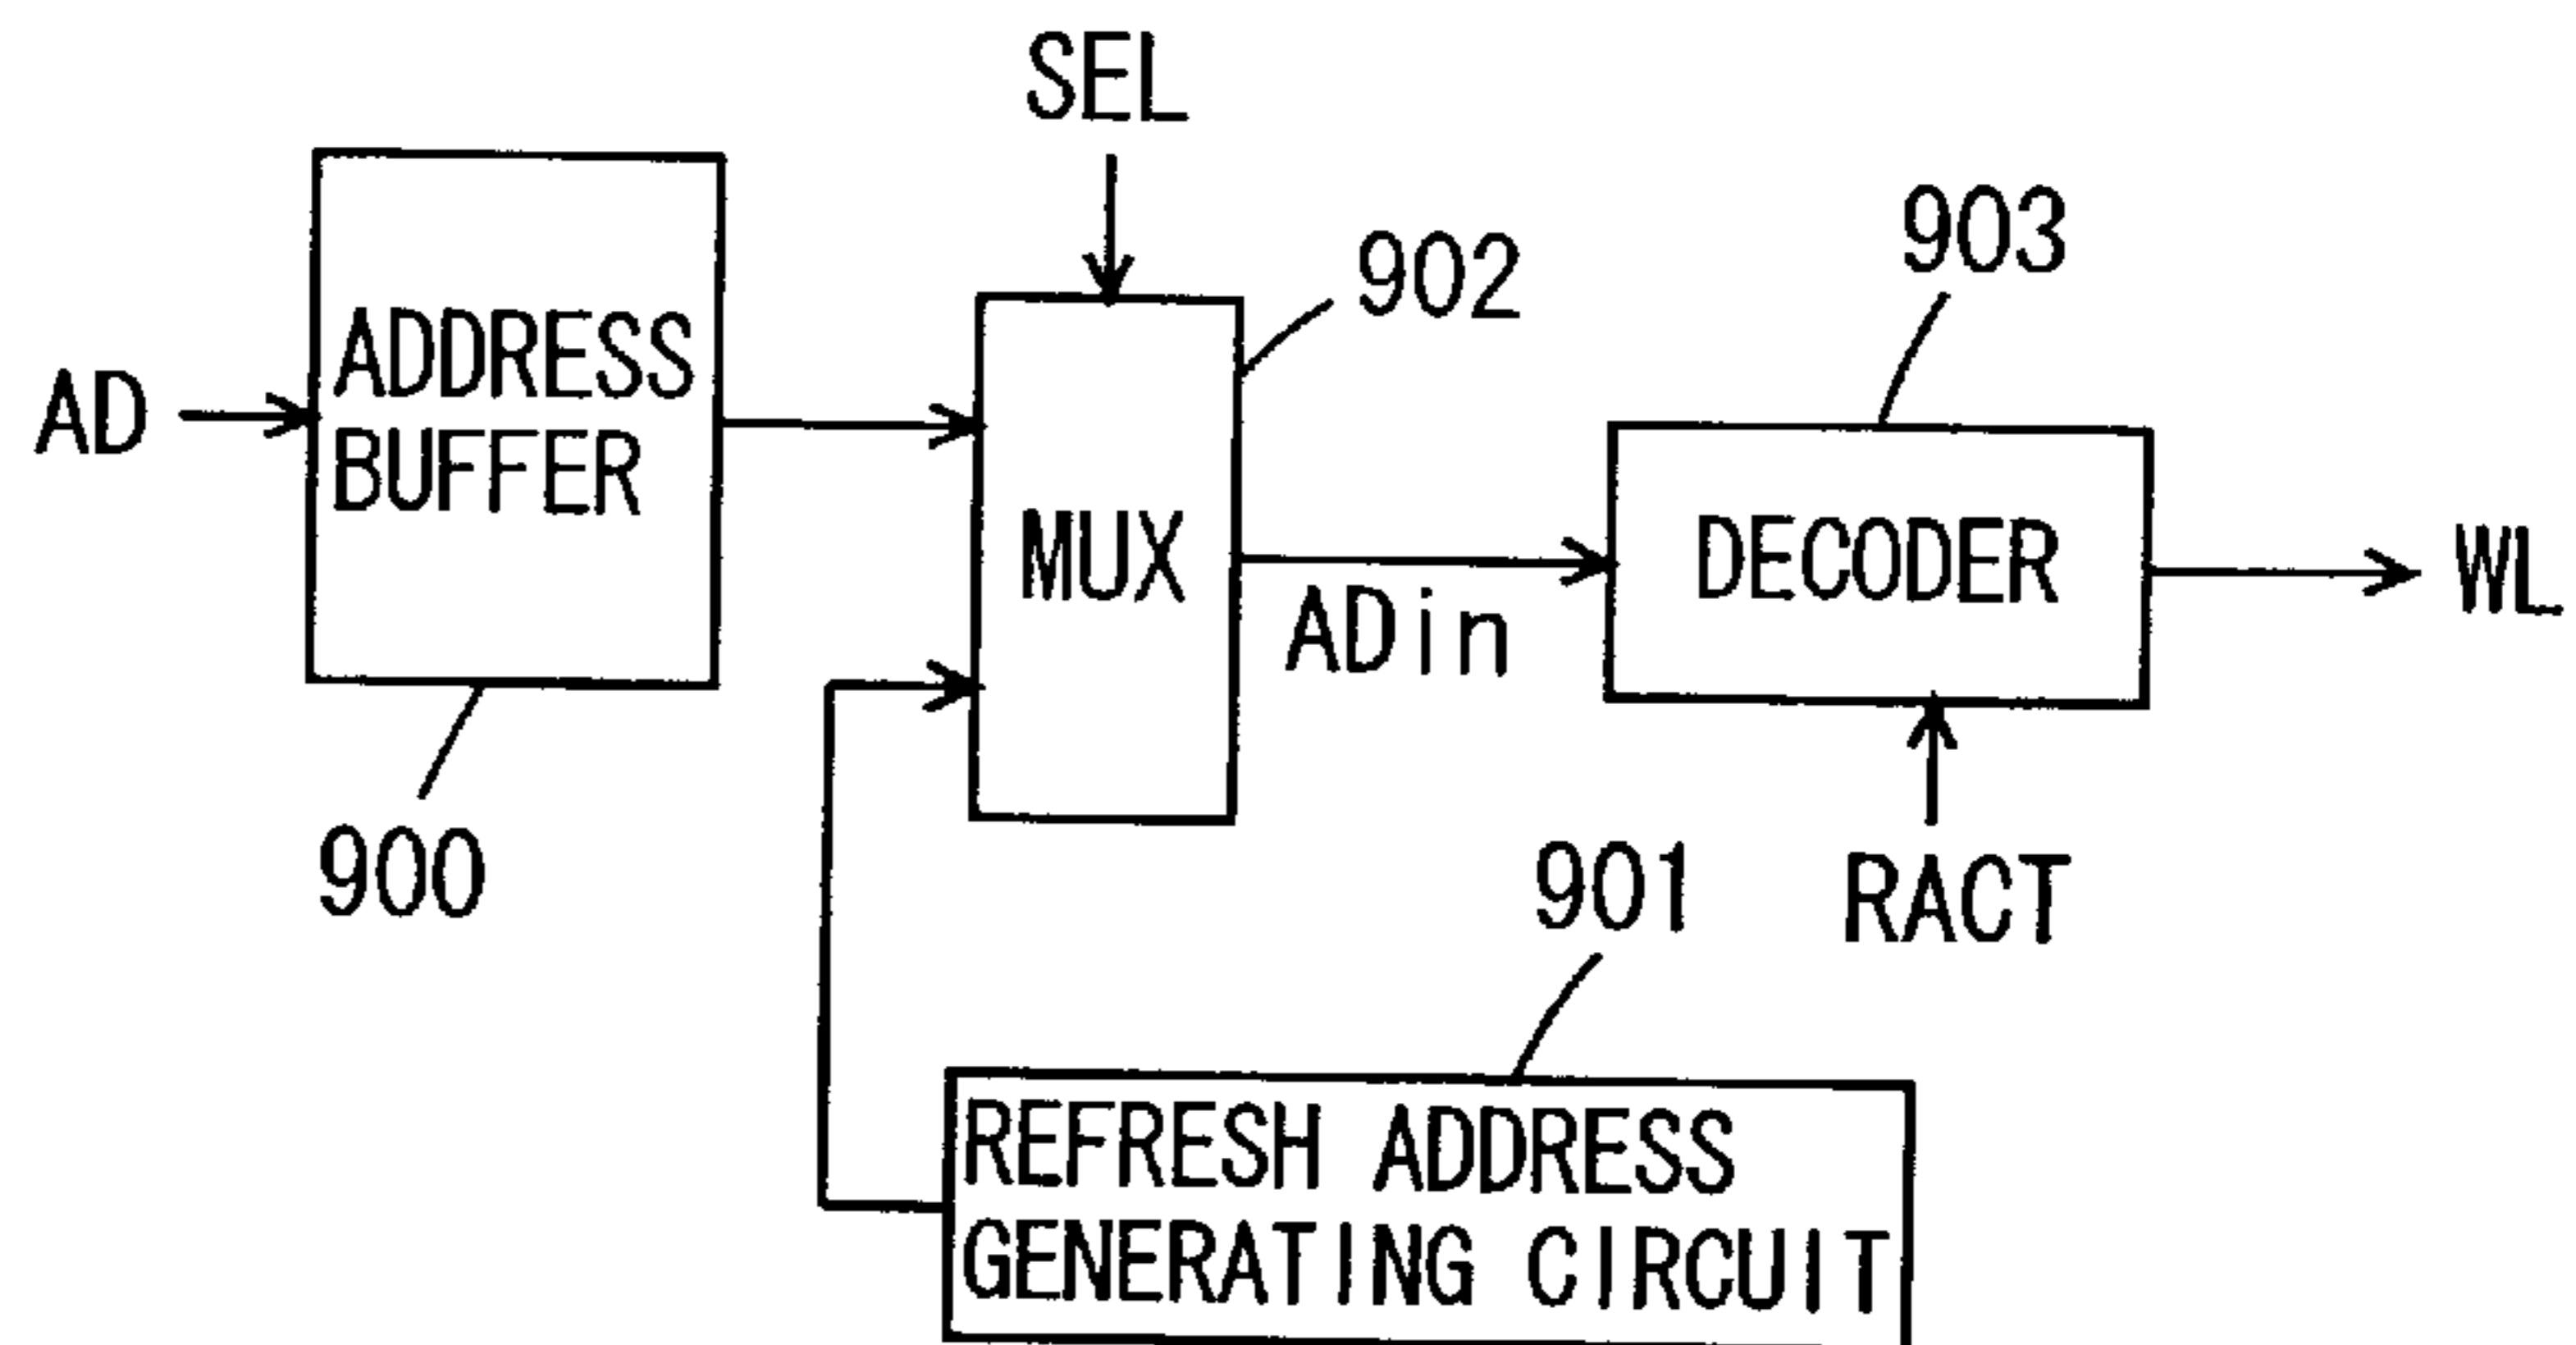 SEL
902
903
ADDRESS
BUFFER
AD
MUX
ADin
DECODER
WL
900
901
RACT
REFRESH ADDRESS
GENERATING CIRCUIT